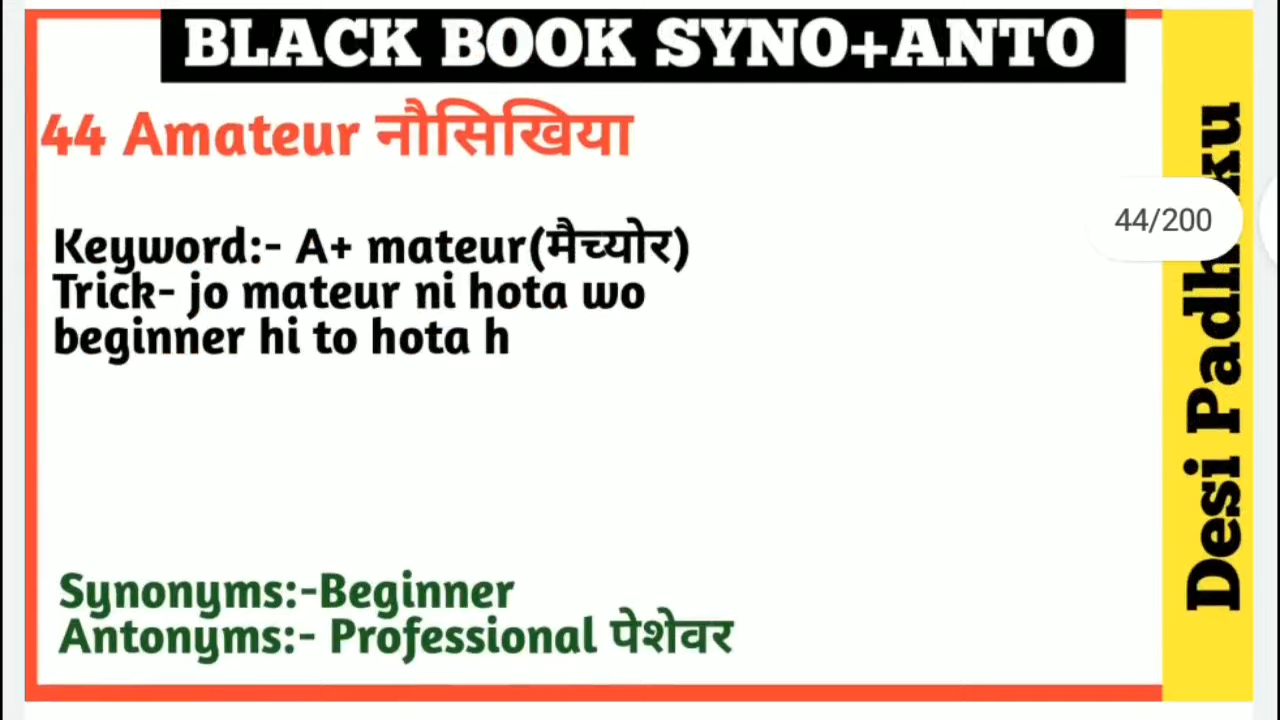 BLACK BOOK SYNO+ANTO
44 Amateur नौसिखिया
Keyword:- A+ mateur(मैच्योर)
Trick- jo mateur ni hota wo
beginner hi to hota h
Synonyms:-Beginner
Antonyms:- Professional पेशेवर
44/200
Desi